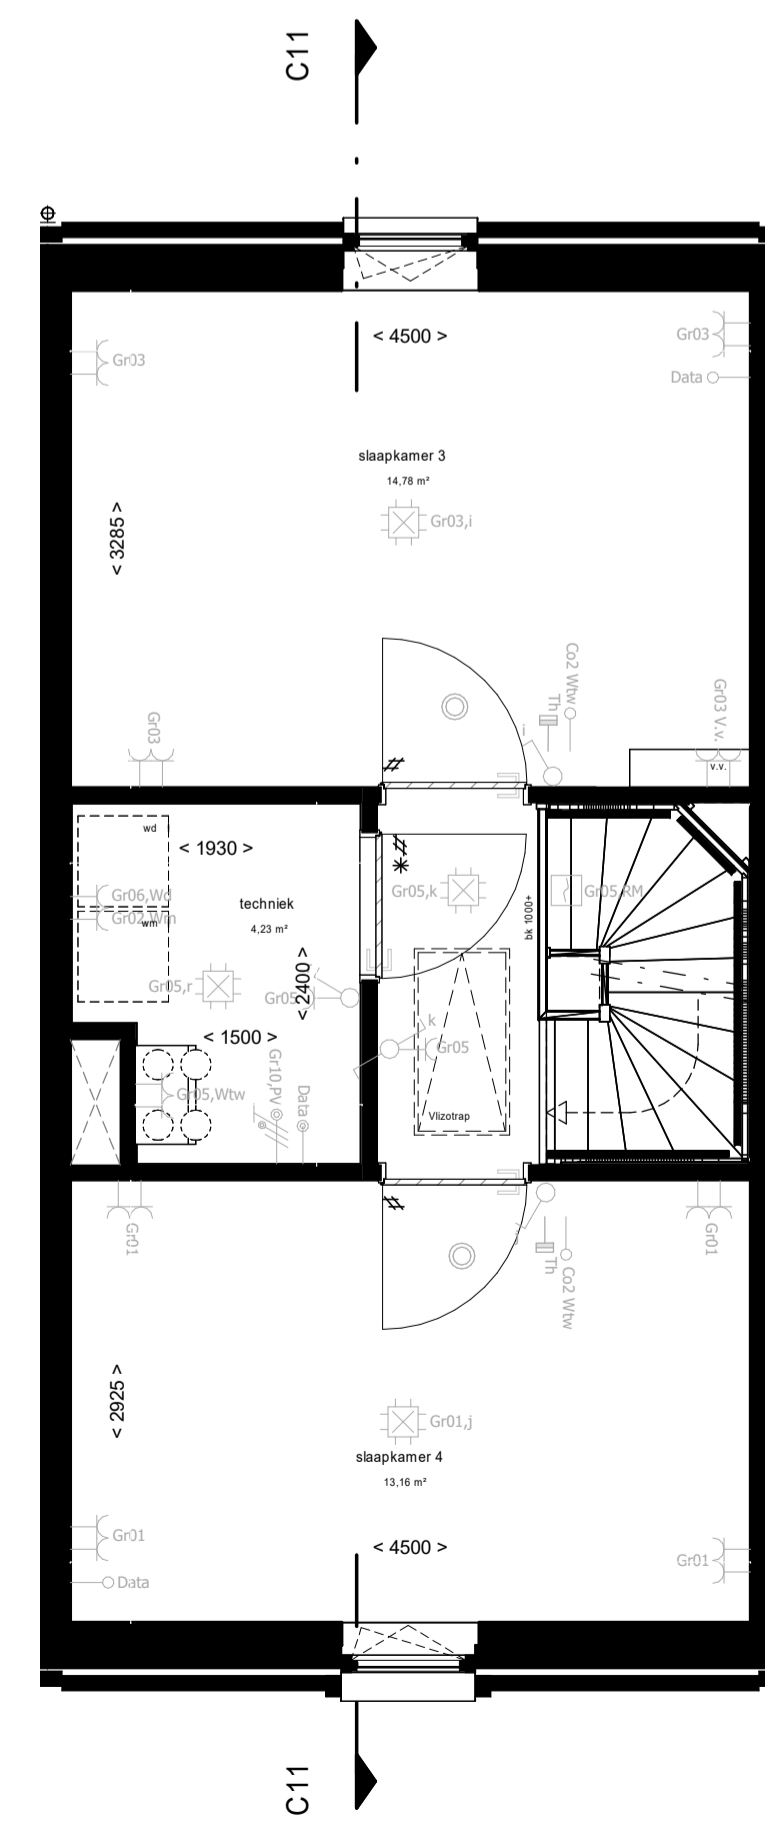 C11
< 4500 >
Gr03
Gr03
Data
slaapkamer 3
14,78 m²
Gr03,i
< 3285 >
Co2 Wtw
Th
i
Gr03
Gr03 V.v.
v.v.
wd
< 1930 >
Gr06,Wd
Gr02,Wm
wm
techniek
4,23 m²
Gr05,k
bk 1000+
Gr05,RM
Gr05,r
Gr05
< 2400 >
< 1500 >
k
Gr05
Gr05,Wtw
Gr10,PV
Data
Vlizotrap
Gr01
Gr01
Th
Co2 Wtw
< 2925 >
Gr01,j
slaapkamer 4
13,16 m²
Gr01
Data
< 4500 >
Gr01
C11